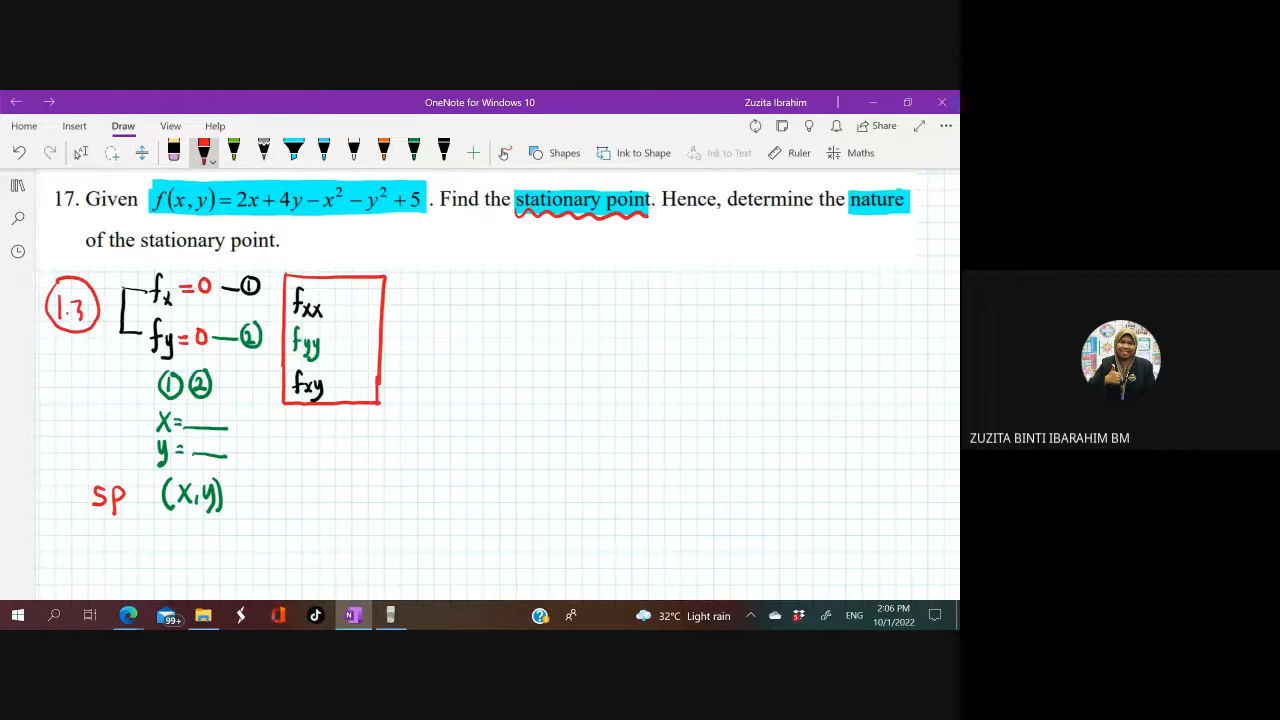 OneNote for Windows 10
Zuzita Ibrahim
Home Insert Draw View Help
Share
Shapes Ink to Shape Ink to Text Ruler Maths
17. Given f(x, y) = 2x + 4y − x² − y² + 5 . Find the stationary point. Hence, determine the nature
of the stationary point.
1.3
fx = 0 — ①
fy = 0 — ②
① ②
x = ____
y = ____
SP (x, y)
fxx
fyy
fxy
ZUZITA BINTI IBARAHIM BM
99+
32°C Light rain
ENG
2:06 PM
10/1/2022